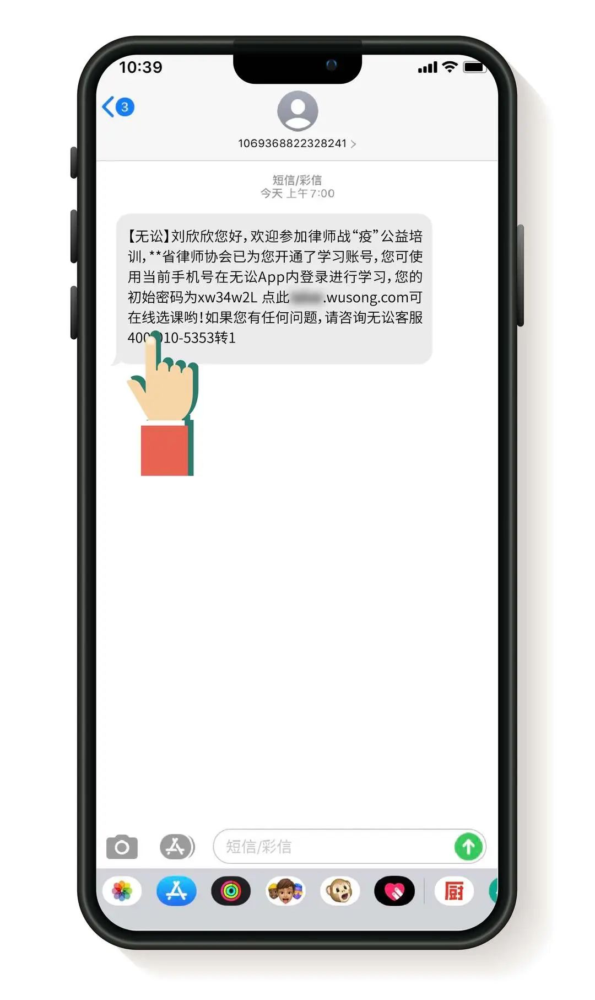 10:39
3
1069368822328241
短信/彩信
今天 上午7:00
【无讼】刘欣欣您好，欢迎参加律师战“疫”公益培
训，**省律师协会已为您开通了学习账号，您可使
用当前手机号在无讼App内登录进行学习，您的
初始密码为xw34w2L 点此 .wusong.com可
在线选课哟！如果您有任何问题，请咨询无讼客服
400 010-5353转1
短信/彩信
厨